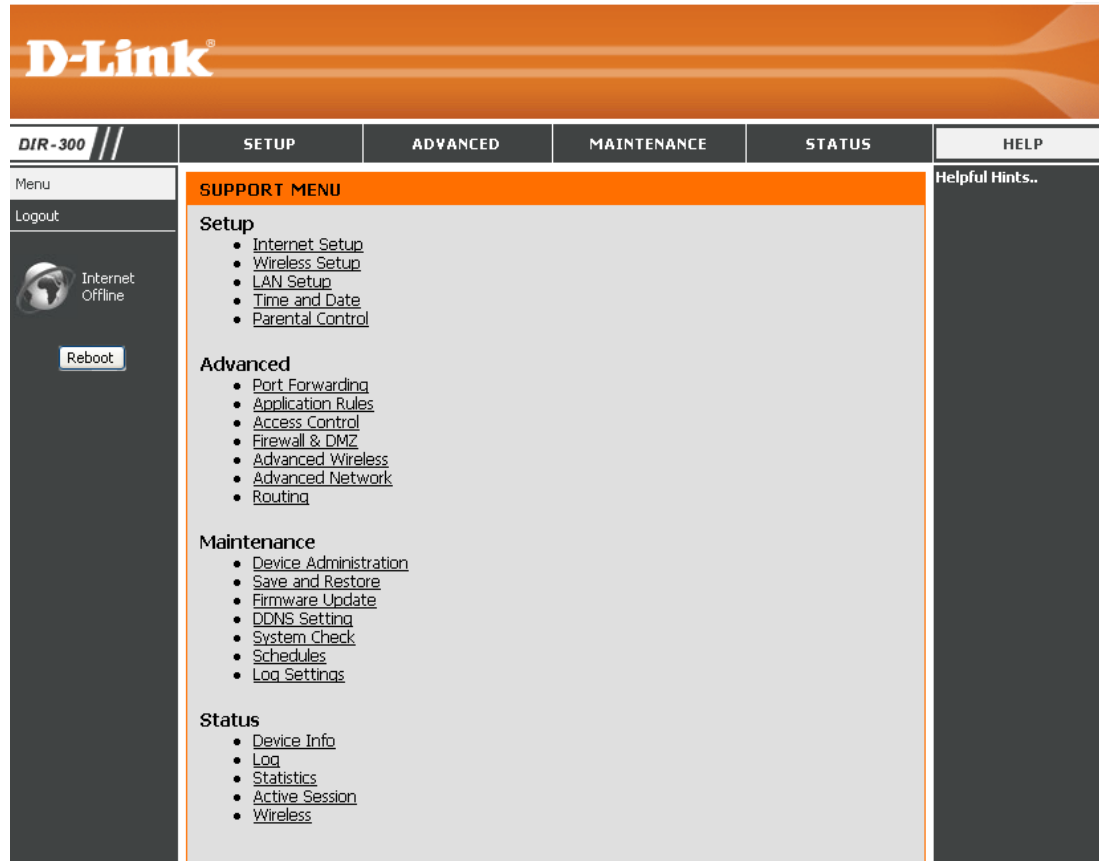 D-Link®
DIR-300
SETUP
ADVANCED
MAINTENANCE
STATUS
HELP
Menu
Logout
Internet
Offline
Reboot
SUPPORT MENU
Setup
Internet Setup
Wireless Setup
LAN Setup
Time and Date
Parental Control
Advanced
Port Forwarding
Application Rules
Access Control
Firewall & DMZ
Advanced Wireless
Advanced Network
Routing
Maintenance
Device Administration
Save and Restore
Firmware Update
DDNS Setting
System Check
Schedules
Log Settings
Status
Device Info
Log
Statistics
Active Session
Wireless
Helpful Hints..